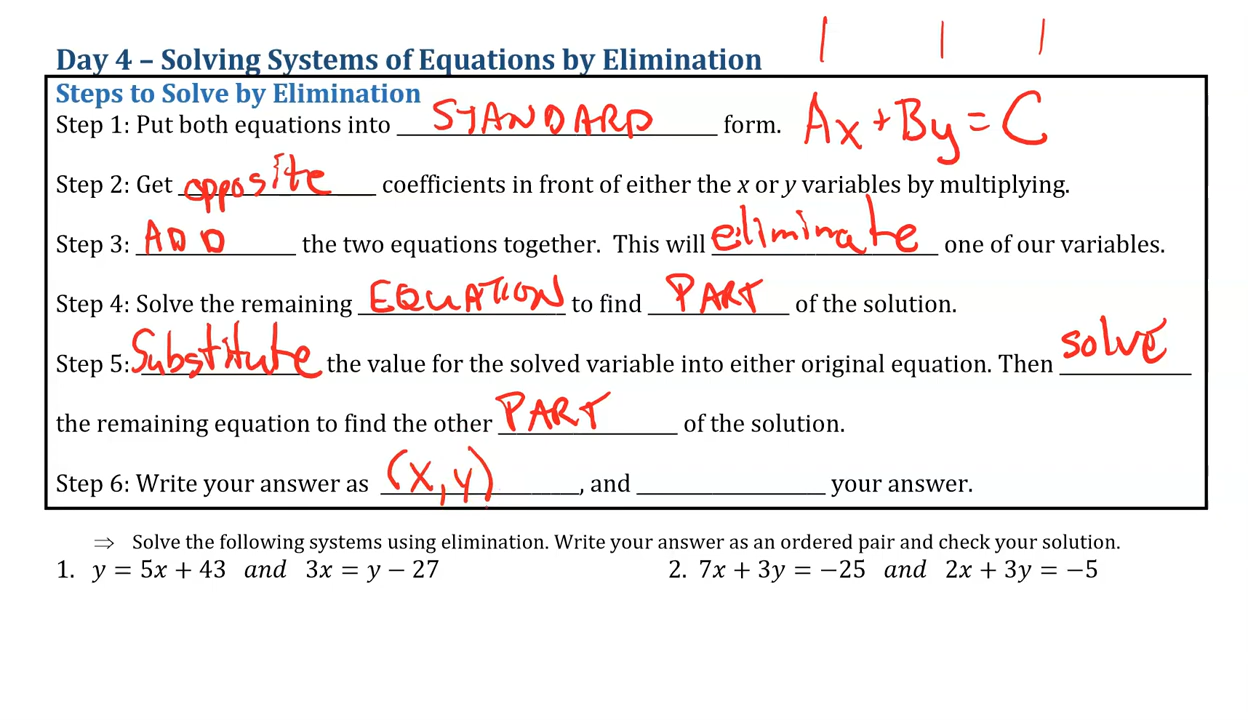 Day 4 – Solving Systems of Equations by Elimination
Steps to Solve by Elimination
Step 1: Put both equations into STANDARD form. Ax + By = C
Step 2: Get opposite coefficients in front of either the x or y variables by multiplying.
Step 3: ADD the two equations together. This will eliminate one of our variables.
Step 4: Solve the remaining EQUATION to find PART of the solution.
Step 5: Substitute the value for the solved variable into either original equation. Then solve
the remaining equation to find the other PART of the solution.
Step 6: Write your answer as (x,y), and ____________ your answer.
⇒ Solve the following systems using elimination. Write your answer as an ordered pair and check your solution.
1. y = 5x + 43 and 3x = y − 27 2. 7x + 3y = −25 and 2x + 3y = −5